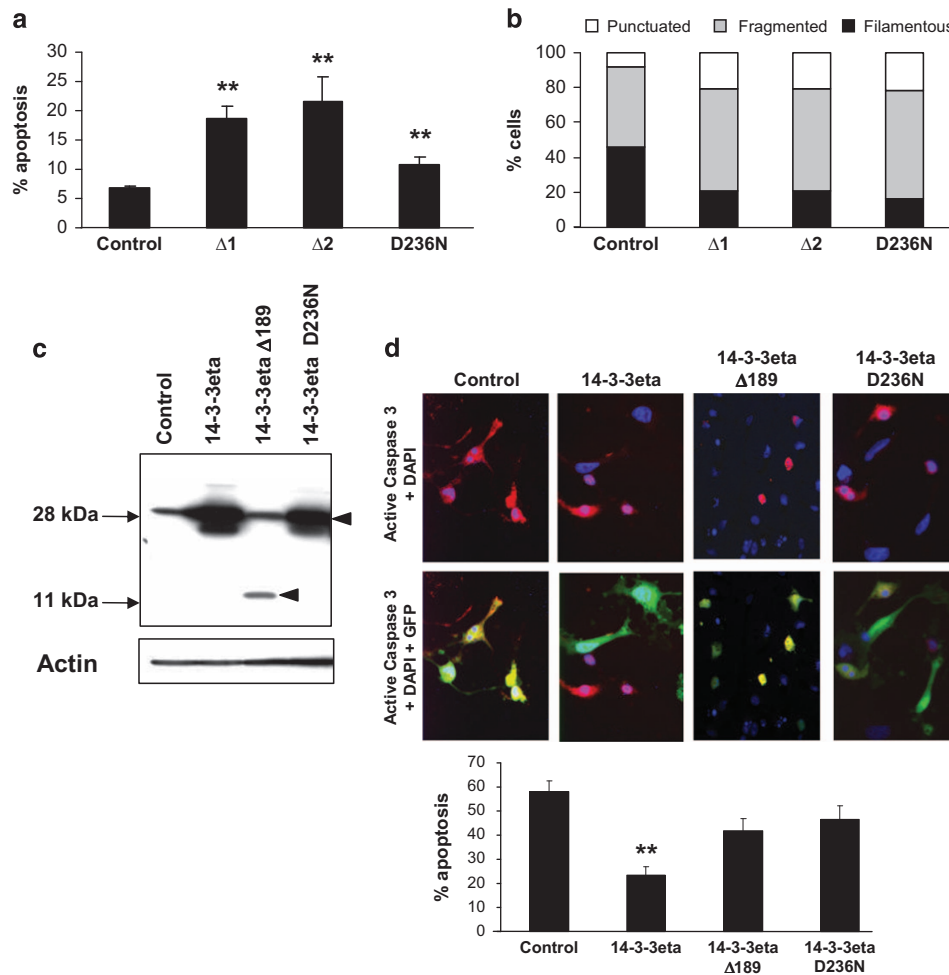 a
30
25
20
15
10
5
0
% apoptosis
**
**
**
Control Δ1 Δ2 D236N
b
Punctuated Fragmented Filamentous
100
80
60
40
20
0
% cells
Control Δ1 Δ2 D236N
c
Control
14-3-3eta
14-3-3eta Δ189
14-3-3eta D236N
28 kDa
11 kDa
Actin
d
Control
14-3-3eta
14-3-3eta
Δ189
14-3-3eta
D236N
Active Caspase 3
+ DAPI
Active Caspase 3
+ DAPI + GFP
70
60
50
40
30
20
10
0
% apoptosis
**
Control
14-3-3eta
14-3-3eta
Δ189
14-3-3eta
D236N